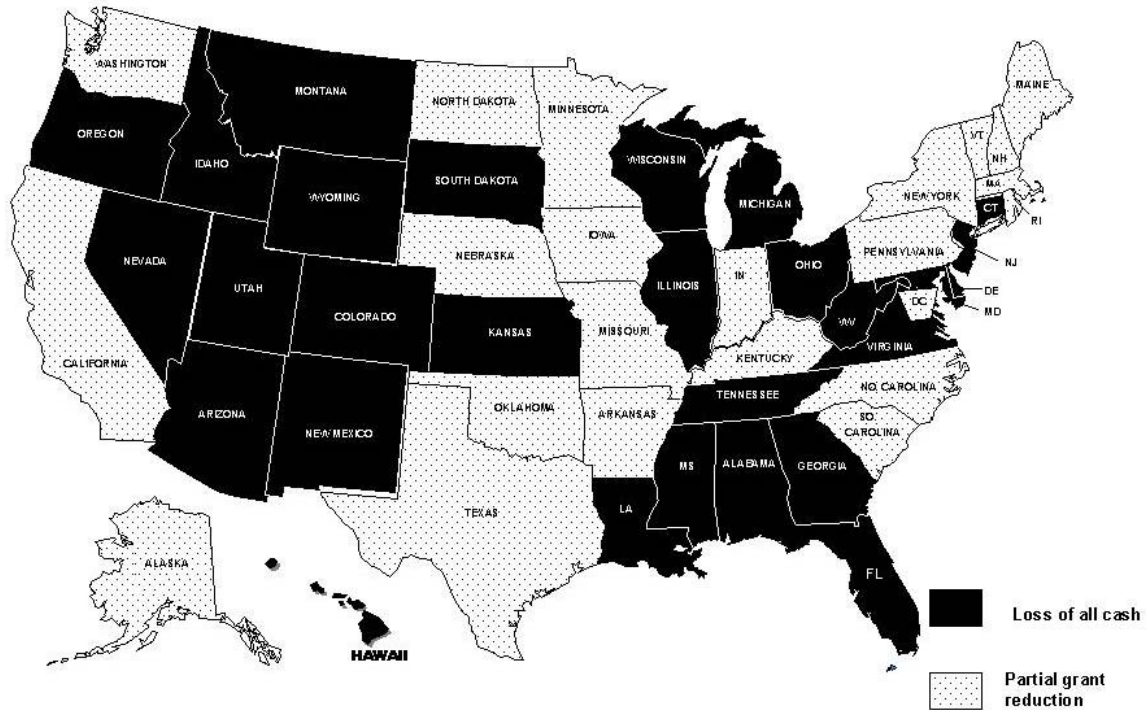 WASHINGTON
MONTANA
NORTH DAKOTA
MINNESOTA
MAINE
OREGON
IDAHO
VT
NH
WISCONSIN
SOUTH DAKOTA
WYOMING
MICHIGAN
NEW YORK
MA
CT
RI
IOWA
NEBRASKA
PENNSYLVANIA
NEVADA
OHIO
NJ
UTAH
IN
ILLINOIS
DE
DC
COLORADO
MD
KANSAS
MISSOURI
WV
VIRGINIA
CALIFORNIA
KENTUCKY
NO. CAROLINA
TENNESSEE
OKLAHOMA
ARKANSAS
ARIZONA
SO.
CAROLINA
NEW MEXICO
MS
ALABAMA
GEORGIA
LA
TEXAS
ALASKA
FL
HAWAII
Loss of all cash
Partial grant
reduction